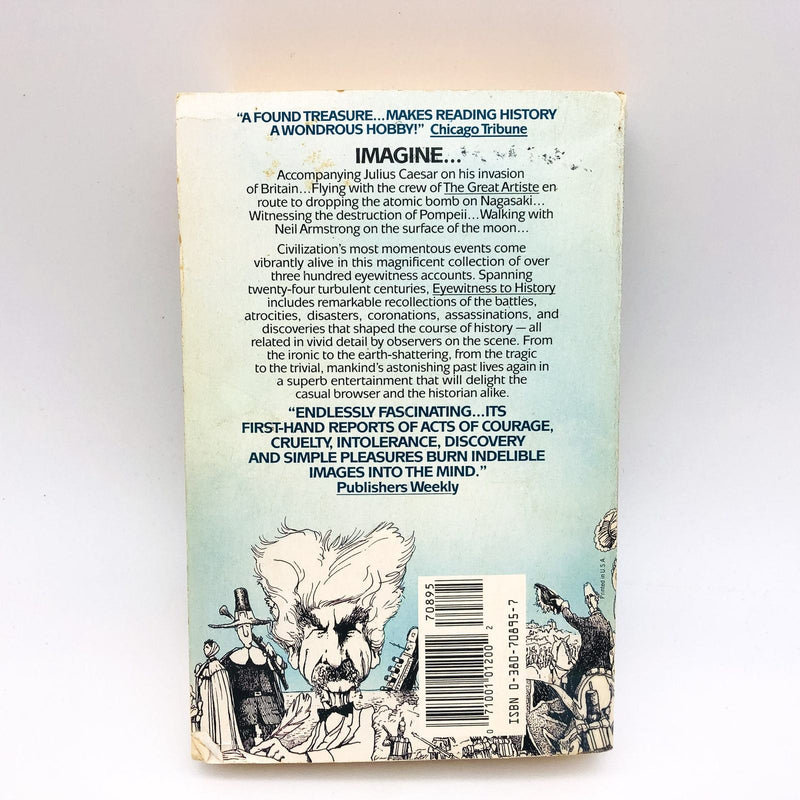 “A FOUND TREASURE...MAKES READING HISTORY
A WONDROUS HOBBY!” Chicago Tribune
IMAGINE...
Accompanying Julius Caesar on his invasion
of Britain...Flying with the crew of The Great Artiste en
route to dropping the atomic bomb on Nagasaki...
Witnessing the destruction of Pompeii...Walking with
Neil Armstrong on the surface of the moon...
Civilization’s most momentous events come
vibrantly alive in this magnificent collection of over
three hundred eyewitness accounts. Spanning
twenty-four turbulent centuries, Eyewitness to History
includes remarkable recollections of the battles,
atrocities, disasters, coronations, assassinations, and
discoveries that shaped the course of history — all
related in vivid detail by observers on the scene. From
the ironic to the earth-shattering, from the tragic
to the trivial, mankind’s astonishing past lives again in
a superb entertainment that will delight the
casual browser and the historian alike.
“ENDLESSLY FASCINATING...ITS
FIRST-HAND REPORTS OF ACTS OF COURAGE,
CRUELTY, INTOLERANCE, DISCOVERY
AND SIMPLE PLEASURES BURN INDELIBLE
IMAGES INTO THE MIND.”
Publishers Weekly
70895
0 71001 01200 2
ISBN 0-380-70895-7
Printed in U.S.A.